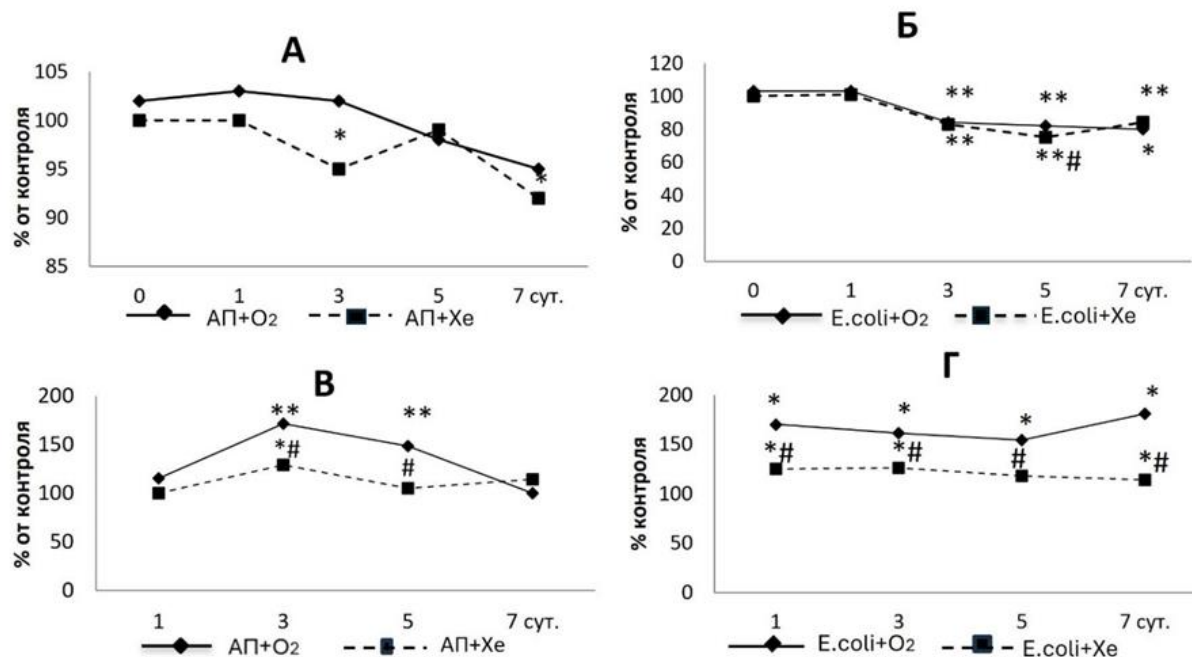 А
% от контроля
105
100
95
90
85
*
*
0 1 3 5 7 сут.
АП+O₂ АП+Xe
Б
% от контроля
120
100
80
60
40
20
0
** ** **
** **# *
0 1 3 5 7 сут.
E.coli+O₂ E.coli+Xe
В
% от контроля
200
150
100
50
0
** **
*# #
1 3 5 7 сут.
АП+O₂ АП+Xe
Г
% контроля
200
150
100
50
0
* * * *
*# *# # *#
1 3 5 7 сут.
E.coli+O₂ E.coli+Xe